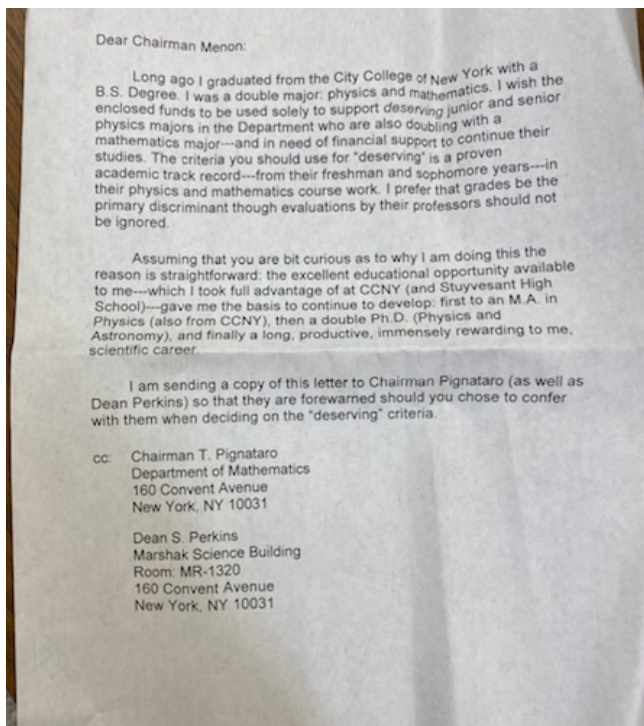 Dear Chairman Menon:
Long ago I graduated from the City College of New York with a
B.S. Degree. I was a double major: physics and mathematics. I wish the
enclosed funds to be used solely to support deserving junior and senior
physics majors in the Department who are also doubling with a
mathematics major---and in need of financial support to continue their
studies. The criteria you should use for "deserving" is a proven
academic track record---from their freshman and sophomore years---in
their physics and mathematics course work. I prefer that grades be the
primary discriminant though evaluations by their professors should not
be ignored.
Assuming that you are bit curious as to why I am doing this the
reason is straightforward: the excellent educational opportunity available
to me---which I took full advantage of at CCNY (and Stuyvesant High
School)---gave me the basis to continue to develop: first to an M.A. in
Physics (also from CCNY), then a double Ph.D. (Physics and
Astronomy), and finally a long, productive, immensely rewarding to me,
scientific career.
I am sending a copy of this letter to Chairman Pignataro (as well as
Dean Perkins) so that they are forewarned should you chose to confer
with them when deciding on the "deserving" criteria.
cc: Chairman T. Pignataro
Department of Mathematics
160 Convent Avenue
New York, NY 10031
Dean S. Perkins
Marshak Science Building
Room: MR-1320
160 Convent Avenue
New York, NY 10031